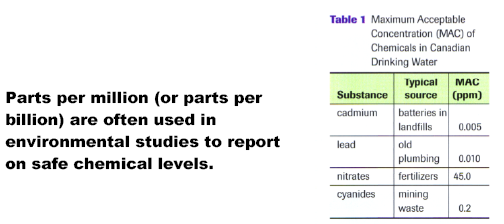 Parts per million (or parts per
billion) are often used in
environmental studies to report
on safe chemical levels.
Table 1 Maximum Acceptable
Concentration (MAC) of
Chemicals in Canadian
Drinking Water
Typical MAC
Substance source (ppm)
cadmium batteries in
landfills 0.005
lead old
plumbing 0.010
nitrates fertilizers 45.0
cyanides mining
waste 0.2